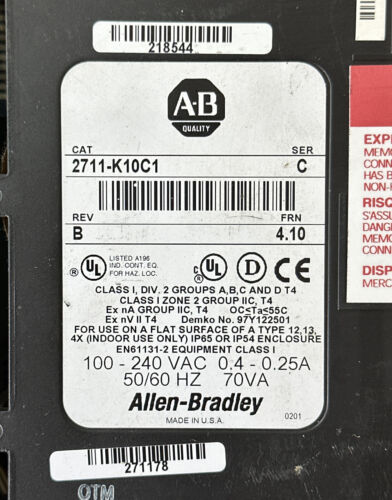 218544
A-B
QUALITY
CAT SER
2711-K10C1 C
REV FRN
B 4.10
UL LISTED A196
IND. CONT. EQ.
FOR HAZ. LOC.
C UL D CE
CLASS I, DIV. 2 GROUPS A,B,C AND D T4
CLASS I ZONE 2 GROUP IIC, T4
Ex nA GROUP IIC, T4 OC≤Ta≤55C
Ex nV II T4 Demko No. 97Y122501
FOR USE ON A FLAT SURFACE OF A TYPE 12,13,
4X (INDOOR USE ONLY) IP65 OR IP54 ENCLOSURE
EN61131-2 EQUIPMENT CLASS I
100 - 240 VAC 0.4 - 0.25A
50/60 HZ 70VA
Allen-Bradley
MADE IN U.S.A. 0201
271178
EXP
MEMO
CONN
HAS B
NON-
RISQ
S'ASSU
DANGE
MEMO
CONN
DISP
MERC